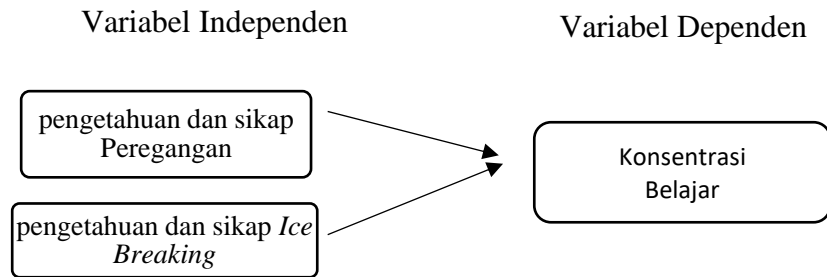 Variabel Independen
Variabel Dependen
pengetahuan dan sikap
Peregangan
Konsentrasi
Belajar
pengetahuan dan sikap Ice
Breaking